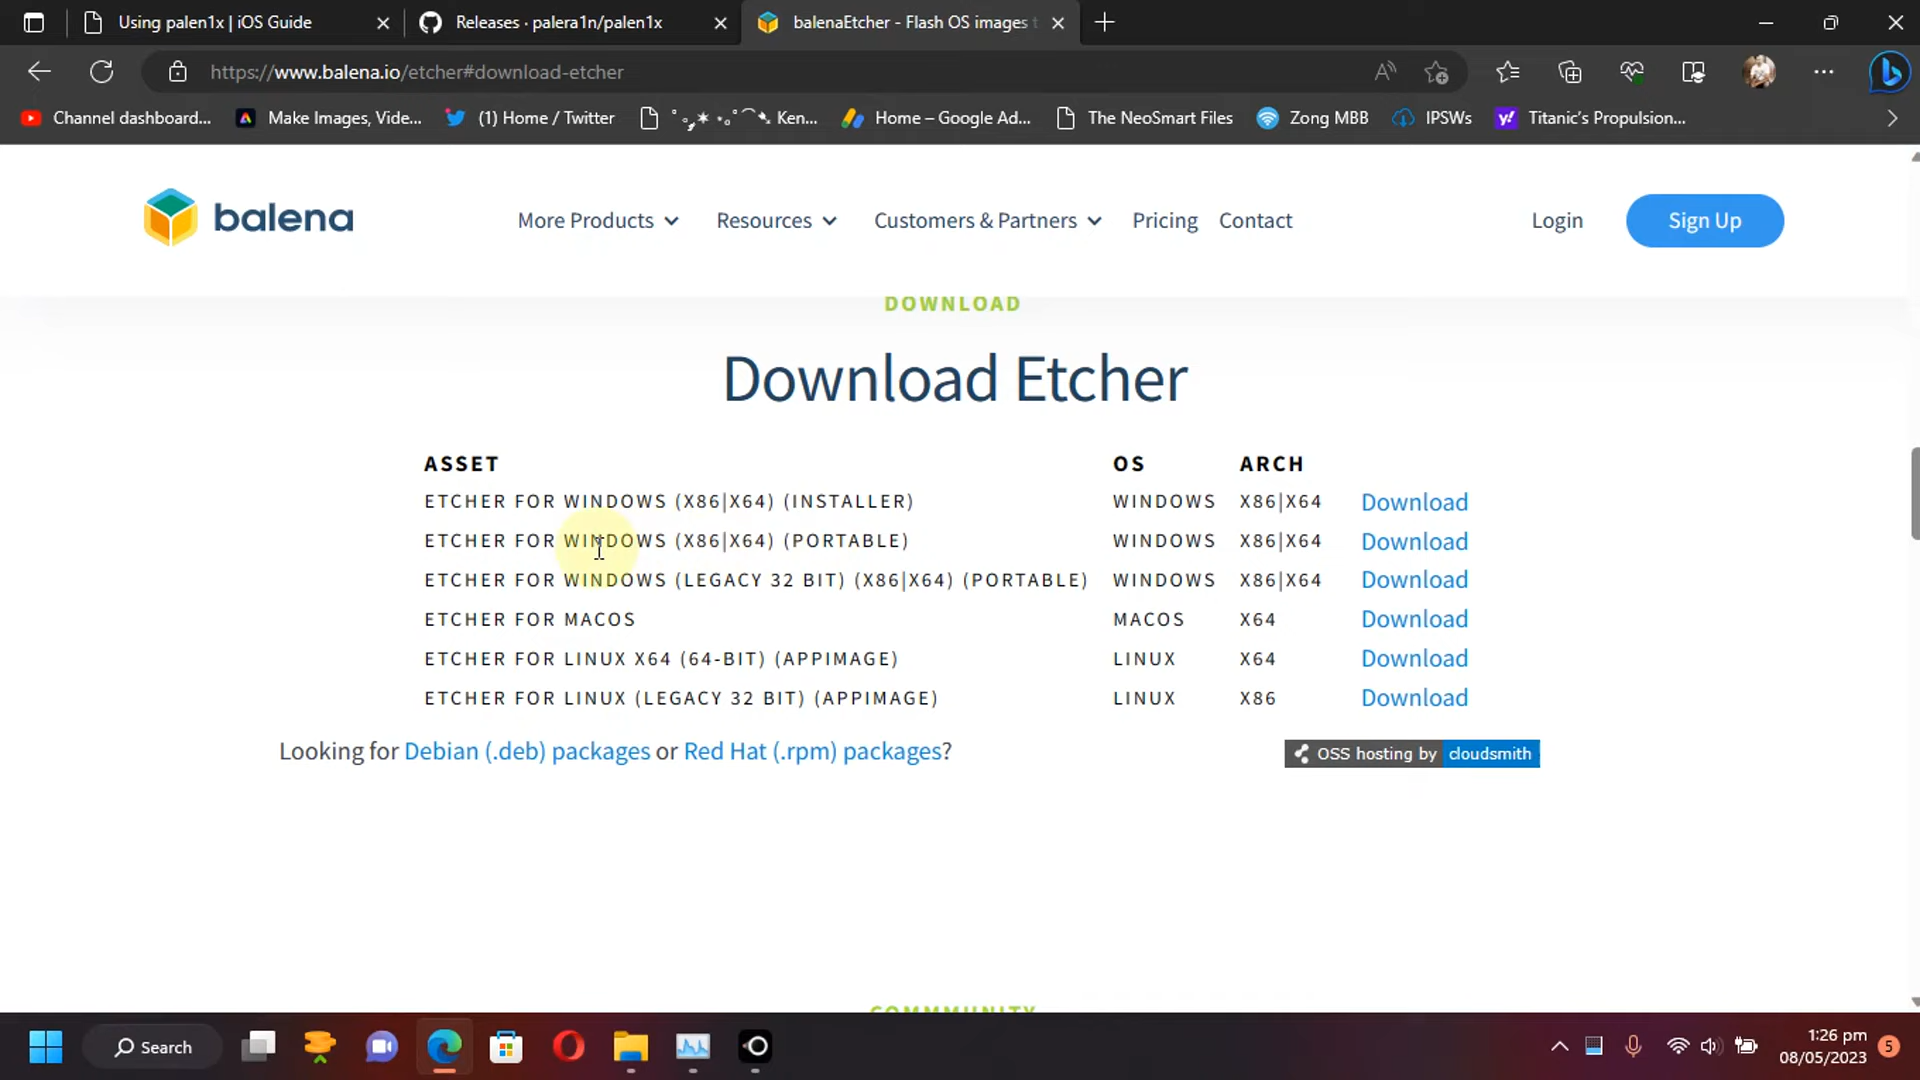 Using palen1x | iOS Guide
Releases · palera1n/palen1x
balenaEtcher - Flash OS images t
https://www.balena.io/etcher#download-etcher
Channel dashboard...
Make Images, Vide...
(1) Home / Twitter
Ken...
Home – Google Ad...
The NeoSmart Files
Zong MBB
IPSWs
Titanic's Propulsion...
balena
More Products
Resources
Customers & Partners
Pricing
Contact
Login
Sign Up
DOWNLOAD
Download Etcher
ASSET OS ARCH
ETCHER FOR WINDOWS (X86|X64) (INSTALLER) WINDOWS X86|X64 Download
ETCHER FOR WINDOWS (X86|X64) (PORTABLE) WINDOWS X86|X64 Download
ETCHER FOR WINDOWS (LEGACY 32 BIT) (X86|X64) (PORTABLE) WINDOWS X86|X64 Download
ETCHER FOR MACOS MACOS X64 Download
ETCHER FOR LINUX X64 (64-BIT) (APPIMAGE) LINUX X64 Download
ETCHER FOR LINUX (LEGACY 32 BIT) (APPIMAGE) LINUX X86 Download
Looking for Debian (.deb) packages or Red Hat (.rpm) packages?
OSS hosting by cloudsmith
Search
1:26 pm
08/05/2023
5